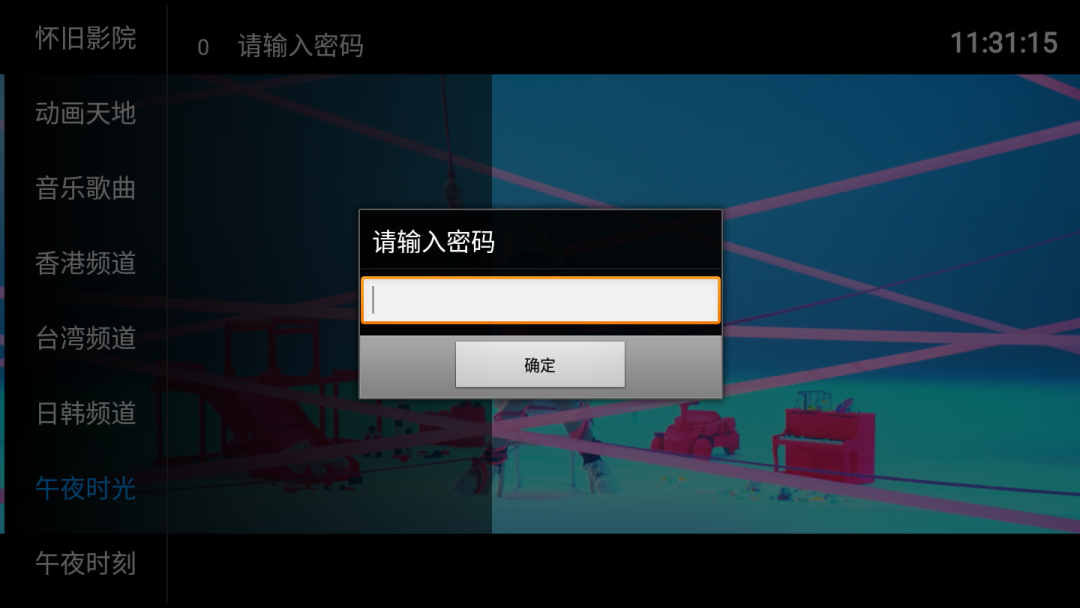 怀旧影院
动画天地
音乐歌曲
香港频道
台湾频道
日韩频道
午夜时光
午夜时刻
0 请输入密码
11:31:15
请输入密码
确定